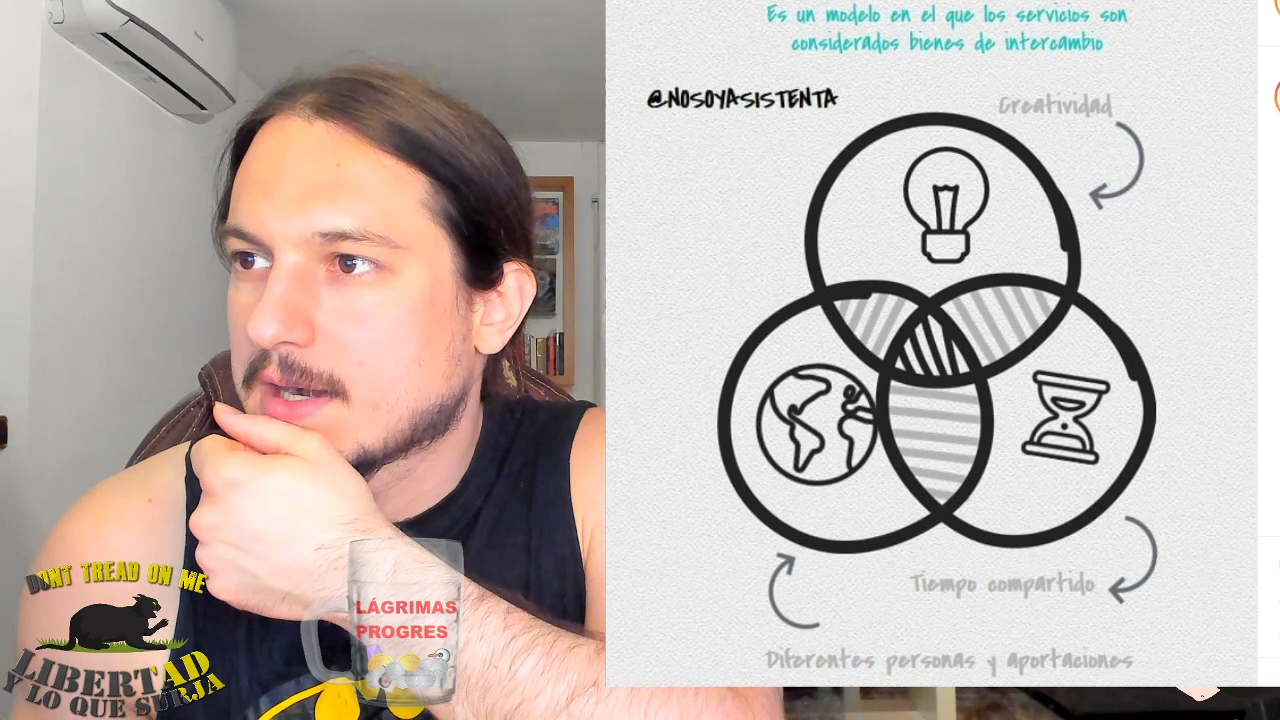 Es un modelo en el que los servicios son
considerados bienes de intercambio
@NOSOYASISTENTA
Creatividad
Tiempo compartido
Diferentes personas y aportaciones
DONT TREAD ON ME
LIBERTAD
Y LO QUE SURJA
LÁGRIMAS
PROGRES